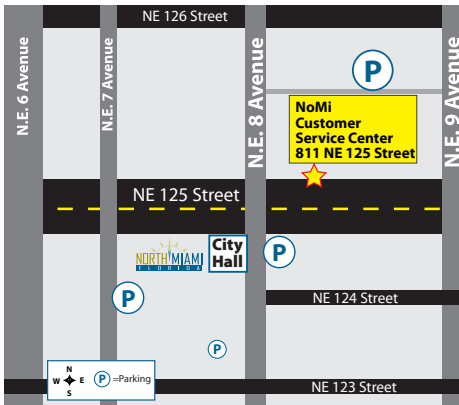 NE 126 Street
N.E. 6 Avenue
N.E. 7 Avenue
N.E. 8 Avenue
N.E. 9 Avenue
P
NoMi
Customer
Service Center
811 NE 125 Street
NE 125 Street
NORTH MIAMI
FLORIDA
City
Hall
P
P
NE 124 Street
P
N
W E
S
P =Parking
NE 123 Street